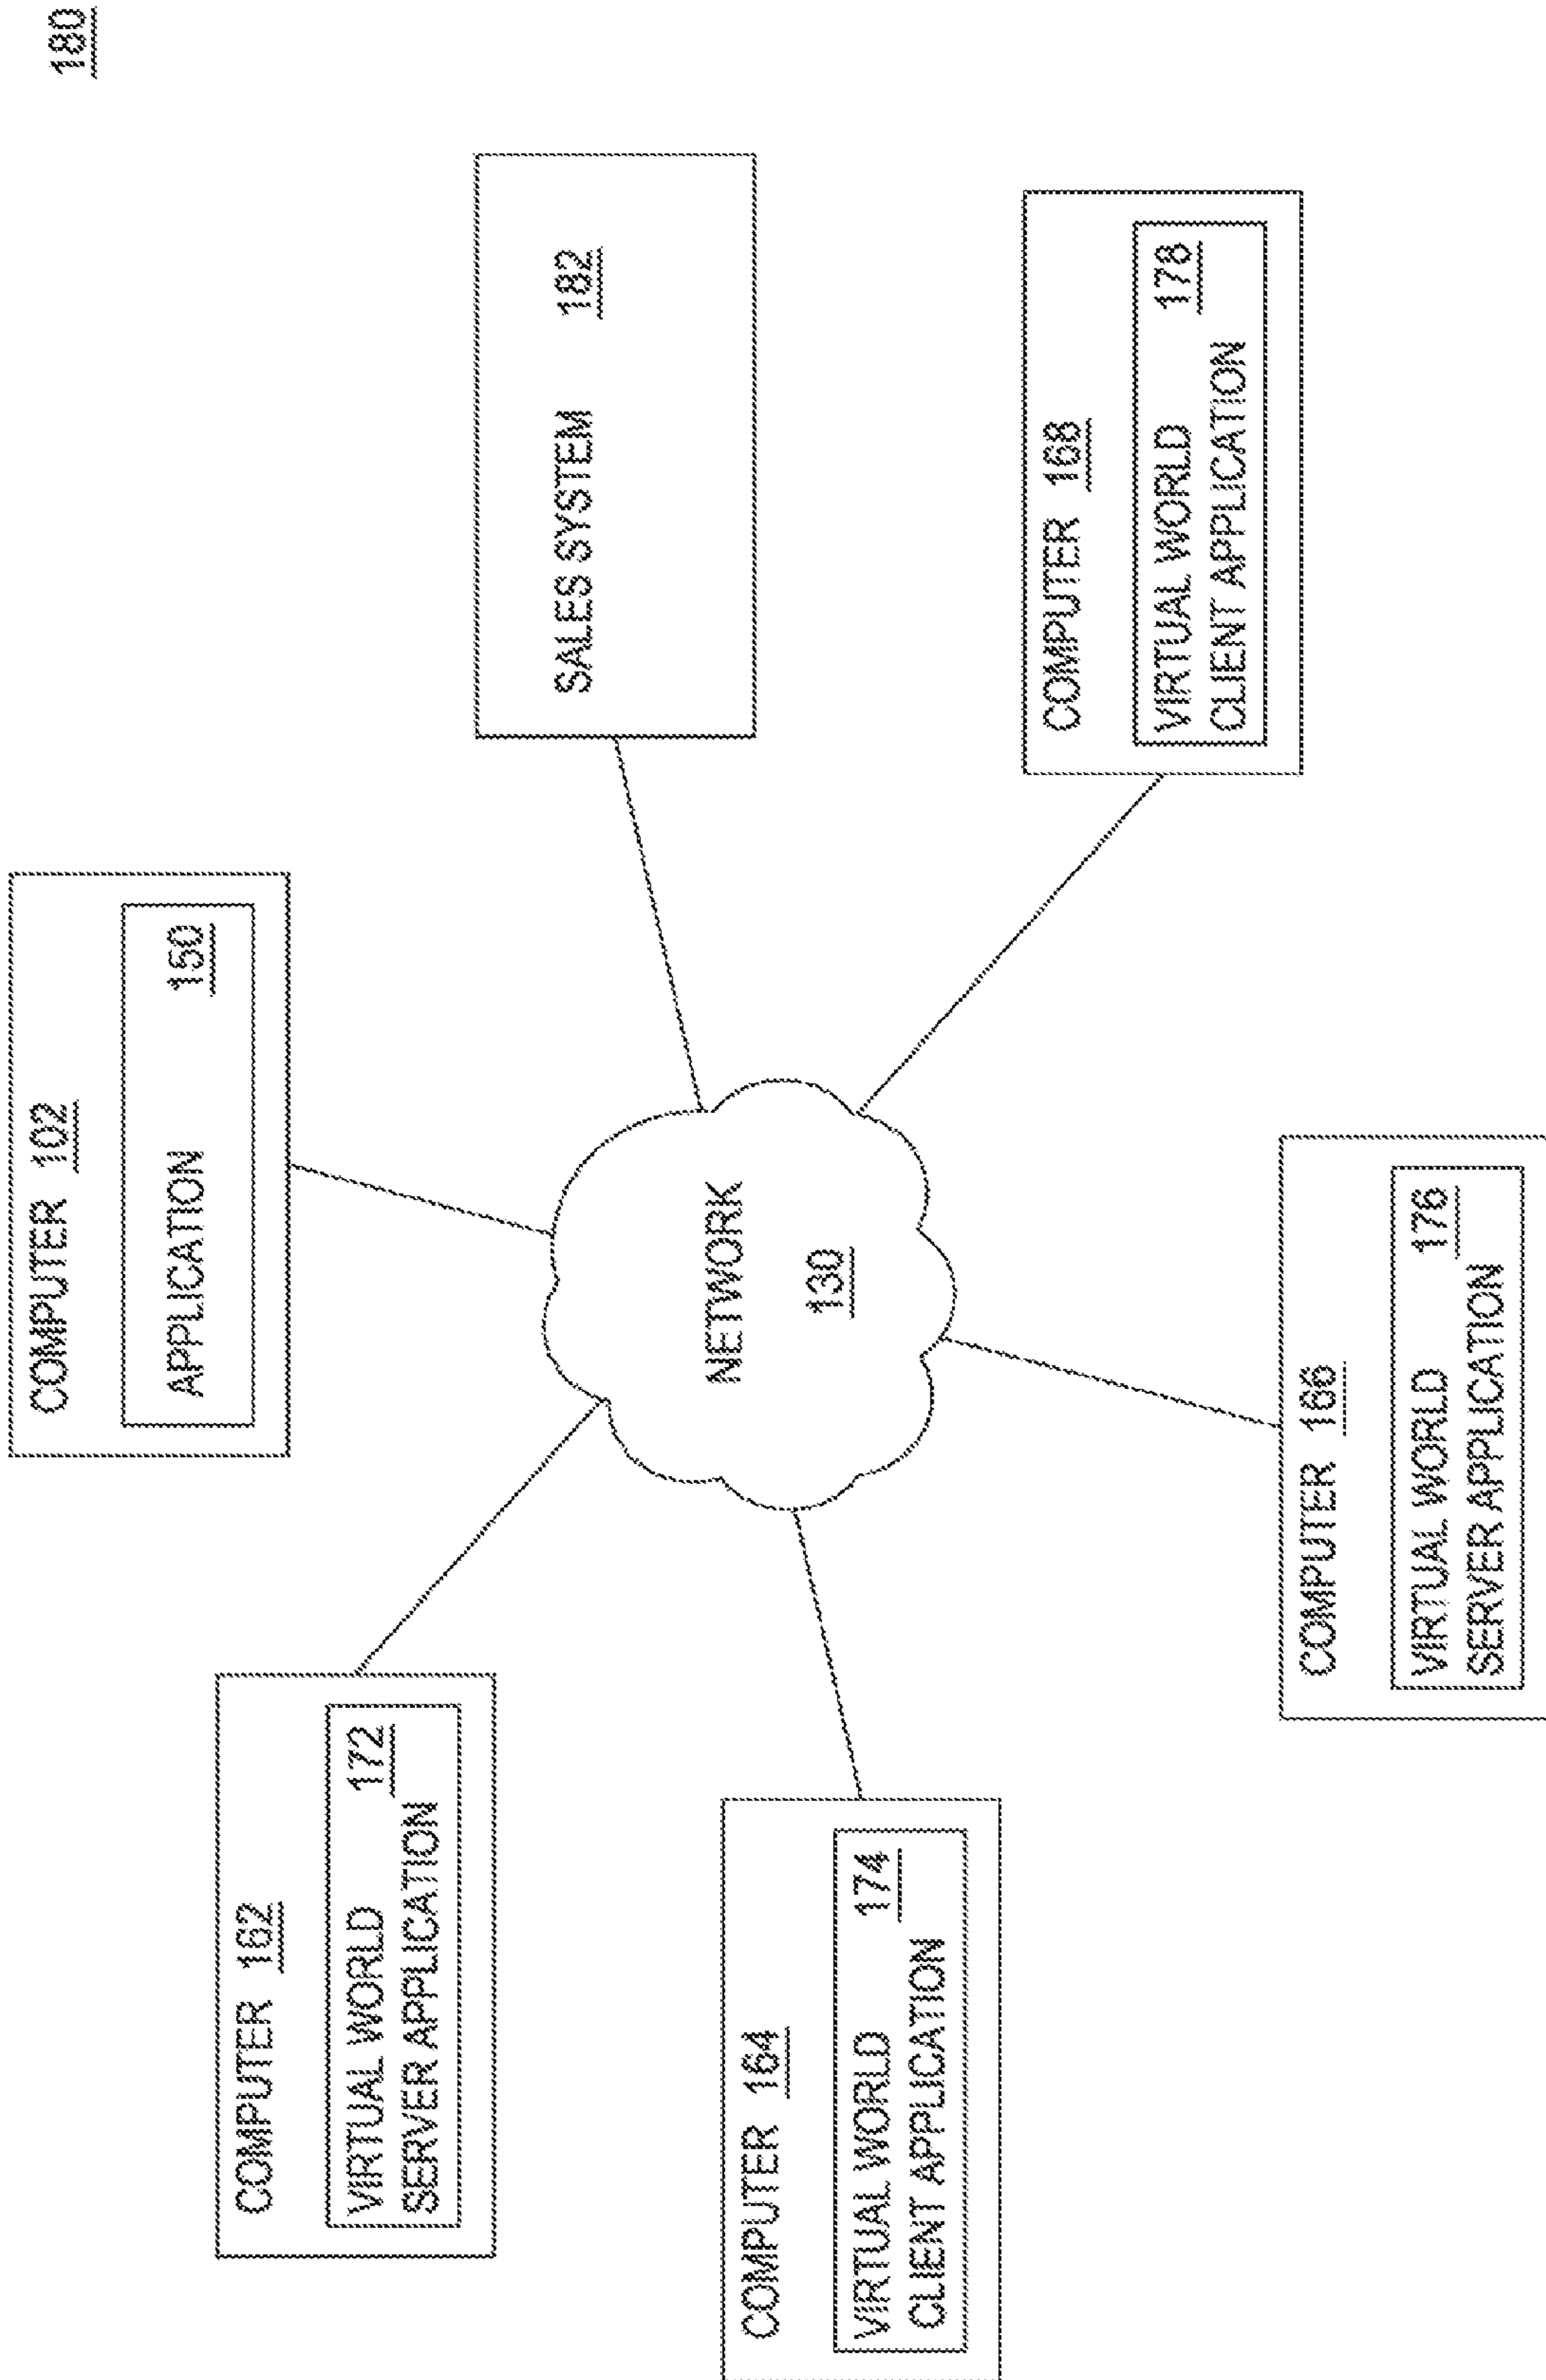 180
COMPUTER 102
APPLICATION 150
COMPUTER 162
VIRTUAL WORLD 172
SERVER APPLICATION
SALES SYSTEM 182
NETWORK
130
COMPUTER 164
VIRTUAL WORLD 174
CLIENT APPLICATION
COMPUTER 168
VIRTUAL WORLD 178
CLIENT APPLICATION
COMPUTER 166
VIRTUAL WORLD 176
SERVER APPLICATION